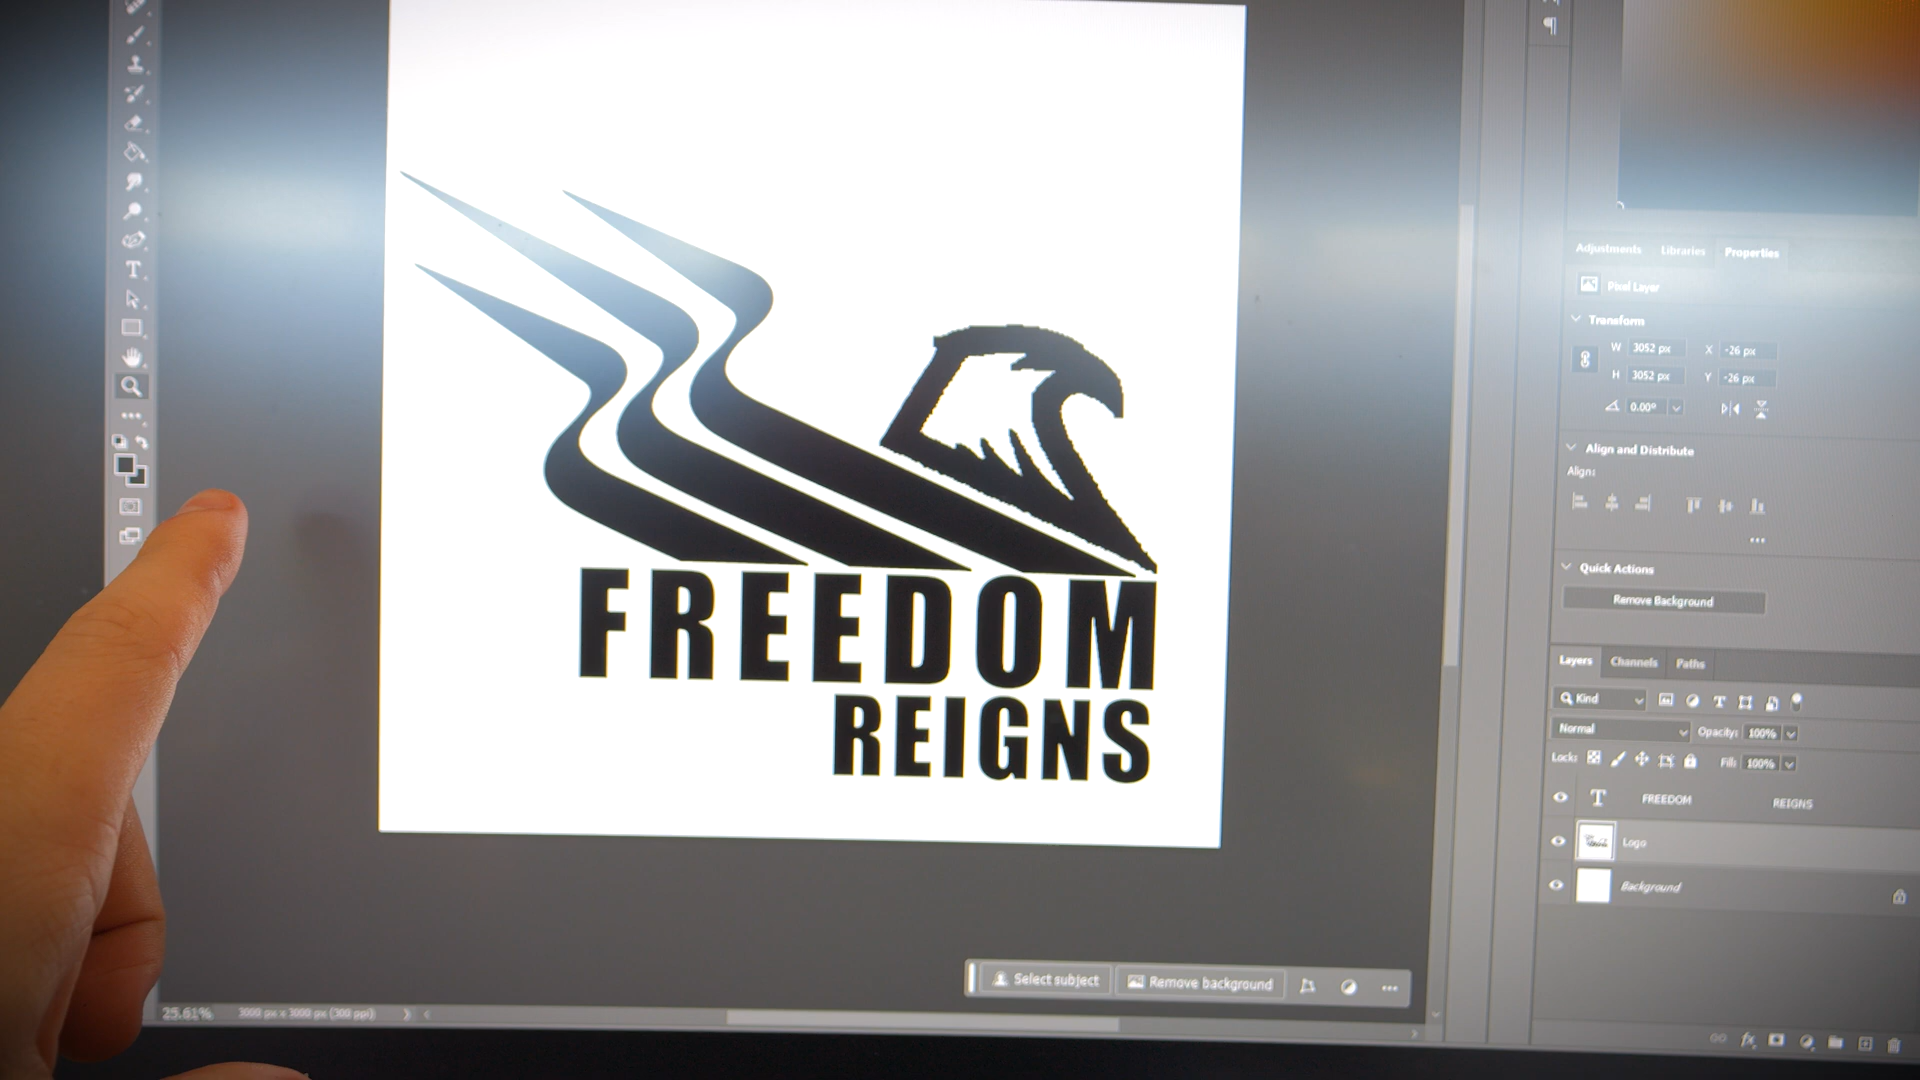 FREEDOM
REIGNS
Adjustments Libraries Properties
Pixel Layer
Transform
W 3052 px X -26 px
H 3052 px Y -26 px
0.00°
Align and Distribute
Align:
Quick Actions
Remove Background
Layers Channels Paths
Kind
Normal Opacity: 100%
Lock: Fill: 100%
T FREEDOM REIGNS
Logo
Background
Select subject Remove background
25.61% 3000 px x 3000 px (300 ppi)